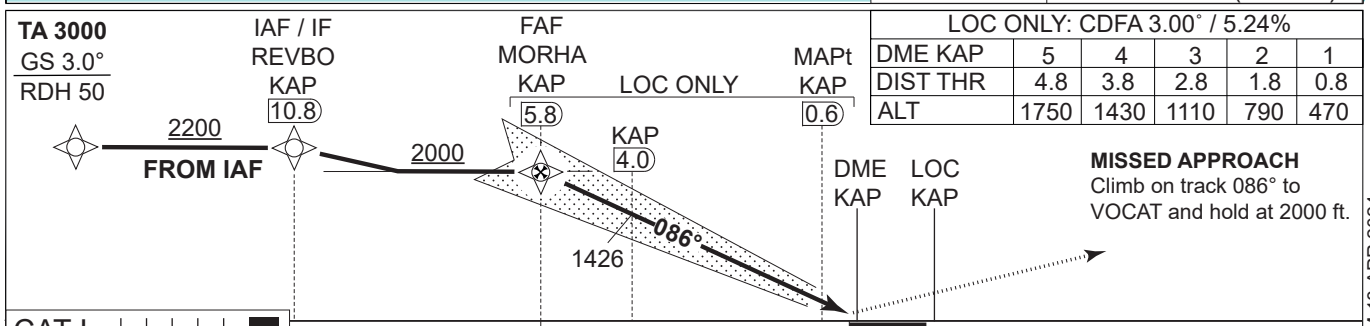 TA 3000
GS 3.0°
RDH 50
IAF / IF
REVBO
KAP
10.8
FAF
MORHA
KAP
5.8
LOC ONLY
MAPt
KAP
0.6
LOC ONLY: CDFA 3.00° / 5.24%
DME KAP 5 4 3 2 1
DIST THR 4.8 3.8 2.8 1.8 0.8
ALT 1750 1430 1110 790 470
2200
FROM IAF
2000
KAP
4.0
086°
1426
DME
KAP
LOC
KAP
MISSED APPROACH
Climb on track 086° to
VOCAT and hold at 2000 ft.